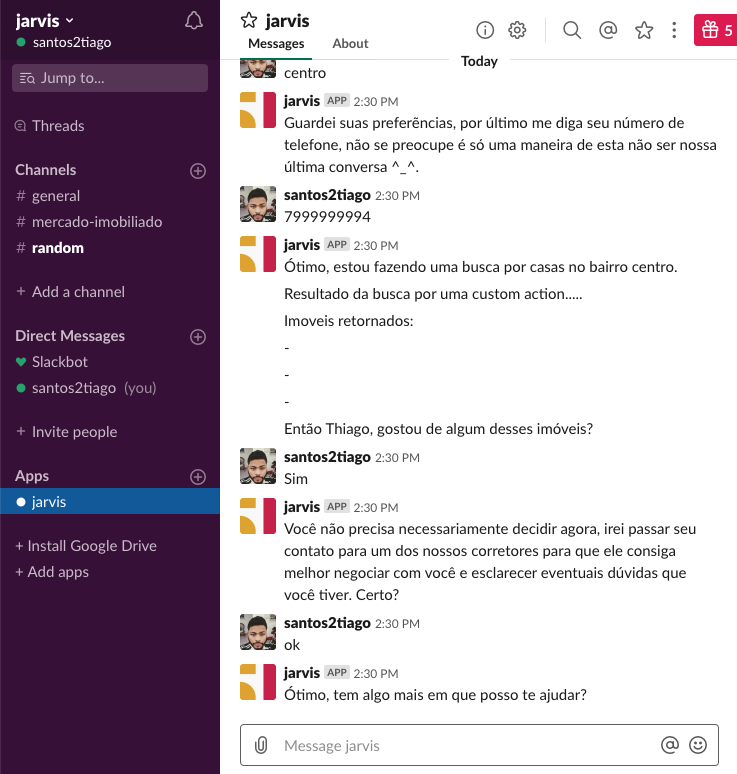 jarvis
santos2tiago
Jump to...
Threads
Channels
# general
# mercado-imobiliado
# random
+ Add a channel
Direct Messages
Slackbot
santos2tiago (you)
+ Invite people
Apps
jarvis
+ Install Google Drive
+ Add apps
jarvis
5
Messages About
Today
centro
jarvis APP 2:30 PM
Guardei suas preferẽncias, por último me diga seu número de
telefone, não se preocupe é só uma maneira de esta não ser nossa
última conversa ^_^.
santos2tiago 2:30 PM
7999999994
jarvis APP 2:30 PM
Ótimo, estou fazendo uma busca por casas no bairro centro.
Resultado da busca por uma custom action.....
Imoveis retornados:
-
-
-
Então Thiago, gostou de algum desses imóveis?
santos2tiago 2:30 PM
Sim
jarvis APP 2:30 PM
Você não precisa necessariamente decidir agora, irei passar seu
contato para um dos nossos corretores para que ele consiga
melhor negociar com você e esclarecer eventuais dúvidas que
você tiver. Certo?
santos2tiago 2:30 PM
ok
jarvis APP 2:30 PM
Ótimo, tem algo mais em que posso te ajudar?
Message jarvis